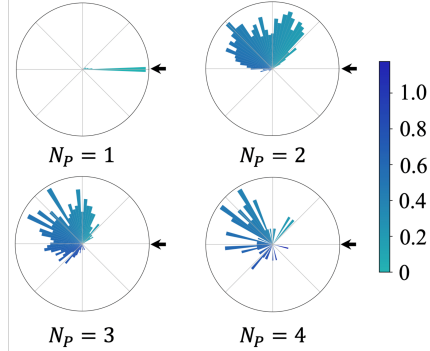 N_P = 1
N_P = 2
1.0
0.8
0.6
0.4
0.2
0
N_P = 3
N_P = 4